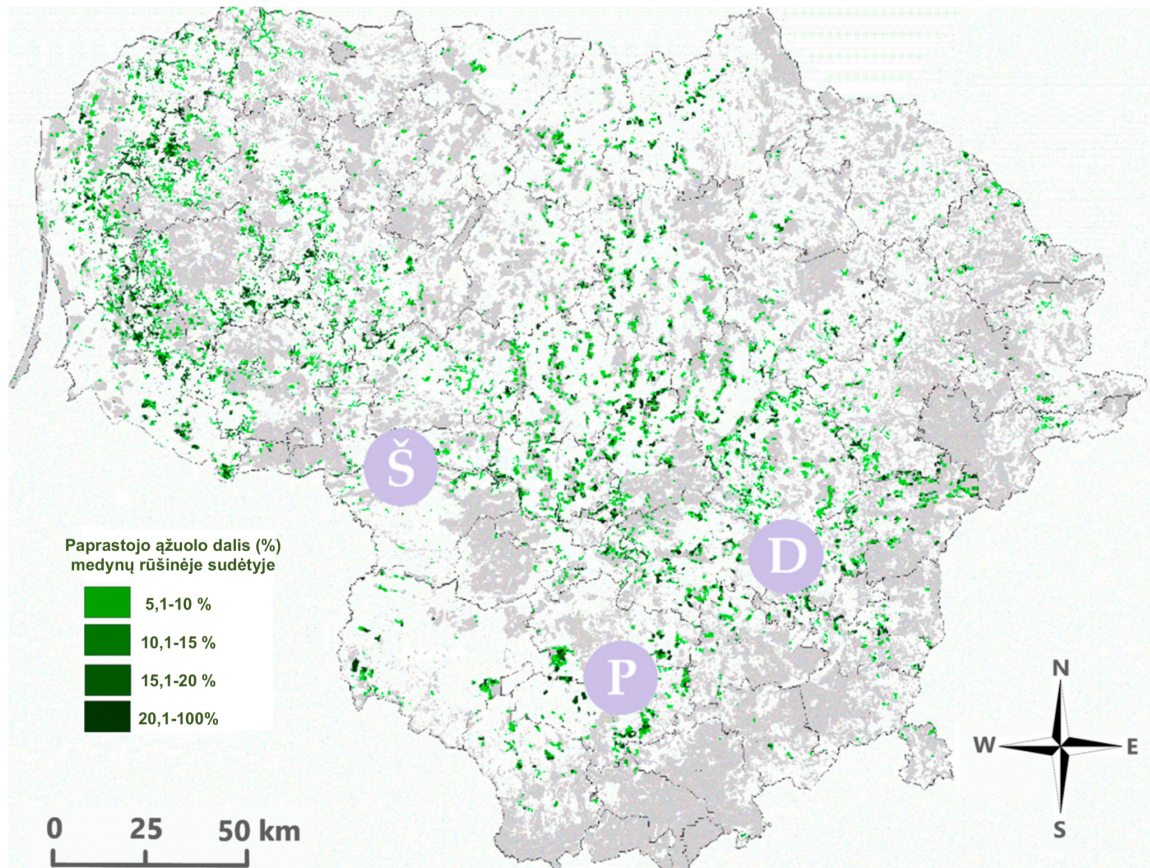 Š
D
P
Paprastojo ąžuolo dalis (%)
medynų rūšinėje sudėtyje
5,1-10 %
10,1-15 %
15,1-20 %
20,1-100%
N
W E
S
0 25 50 km